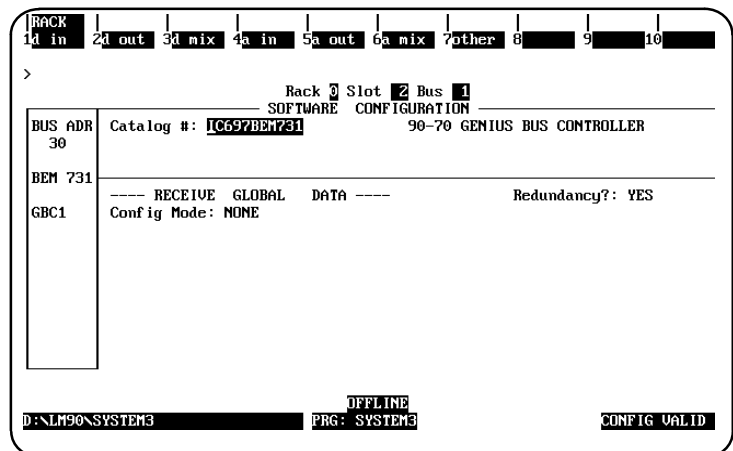 RACK
1d in 2d out 3d mix 4a in 5a out 6a mix 7other 8 9 10
>
Rack 0 Slot 2 Bus 1
SOFTWARE CONFIGURATION
BUS ADR Catalog #: IC697BEM731 90-70 GENIUS BUS CONTROLLER
30
BEM 731
---- RECEIVE GLOBAL DATA ---- Redundancy?: YES
GBC1 Config Mode: NONE
OFFLINE
D:\LM90\SYSTEM3 PRG: SYSTEM3 CONFIG VALID